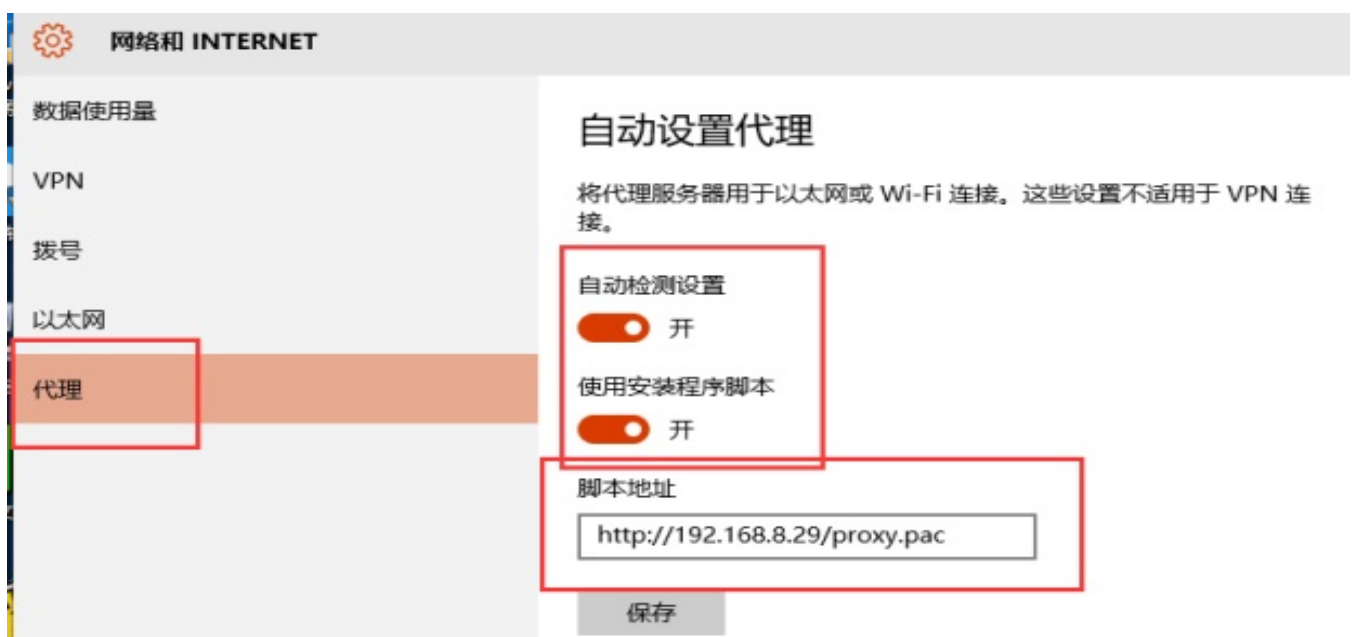 网络和 INTERNET
数据使用量
VPN
拨号
以太网
代理
自动设置代理
将代理服务器用于以太网或 Wi-Fi 连接。这些设置不适用于 VPN 连
接。
自动检测设置
开
使用安装程序脚本
开
脚本地址
http://192.168.8.29/proxy.pac
保存